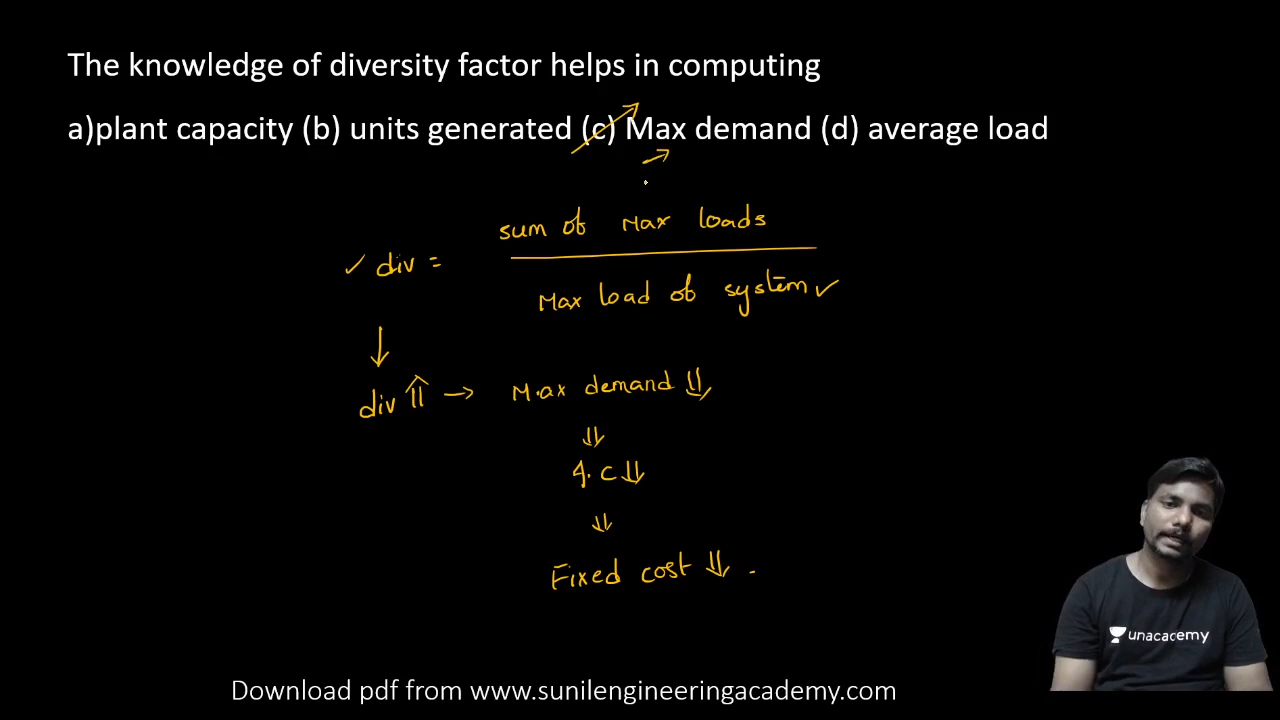 The knowledge of diversity factor helps in computing
a)plant capacity (b) units generated (c) Max demand (d) average load
sum of Max loads
div =
Max load of system
div ⇑ → Max demand ⇓
⇓
I.C ⇓
⇓
Fixed cost ⇓ .
unacademy
Download pdf from www.sunilengineeringacademy.com